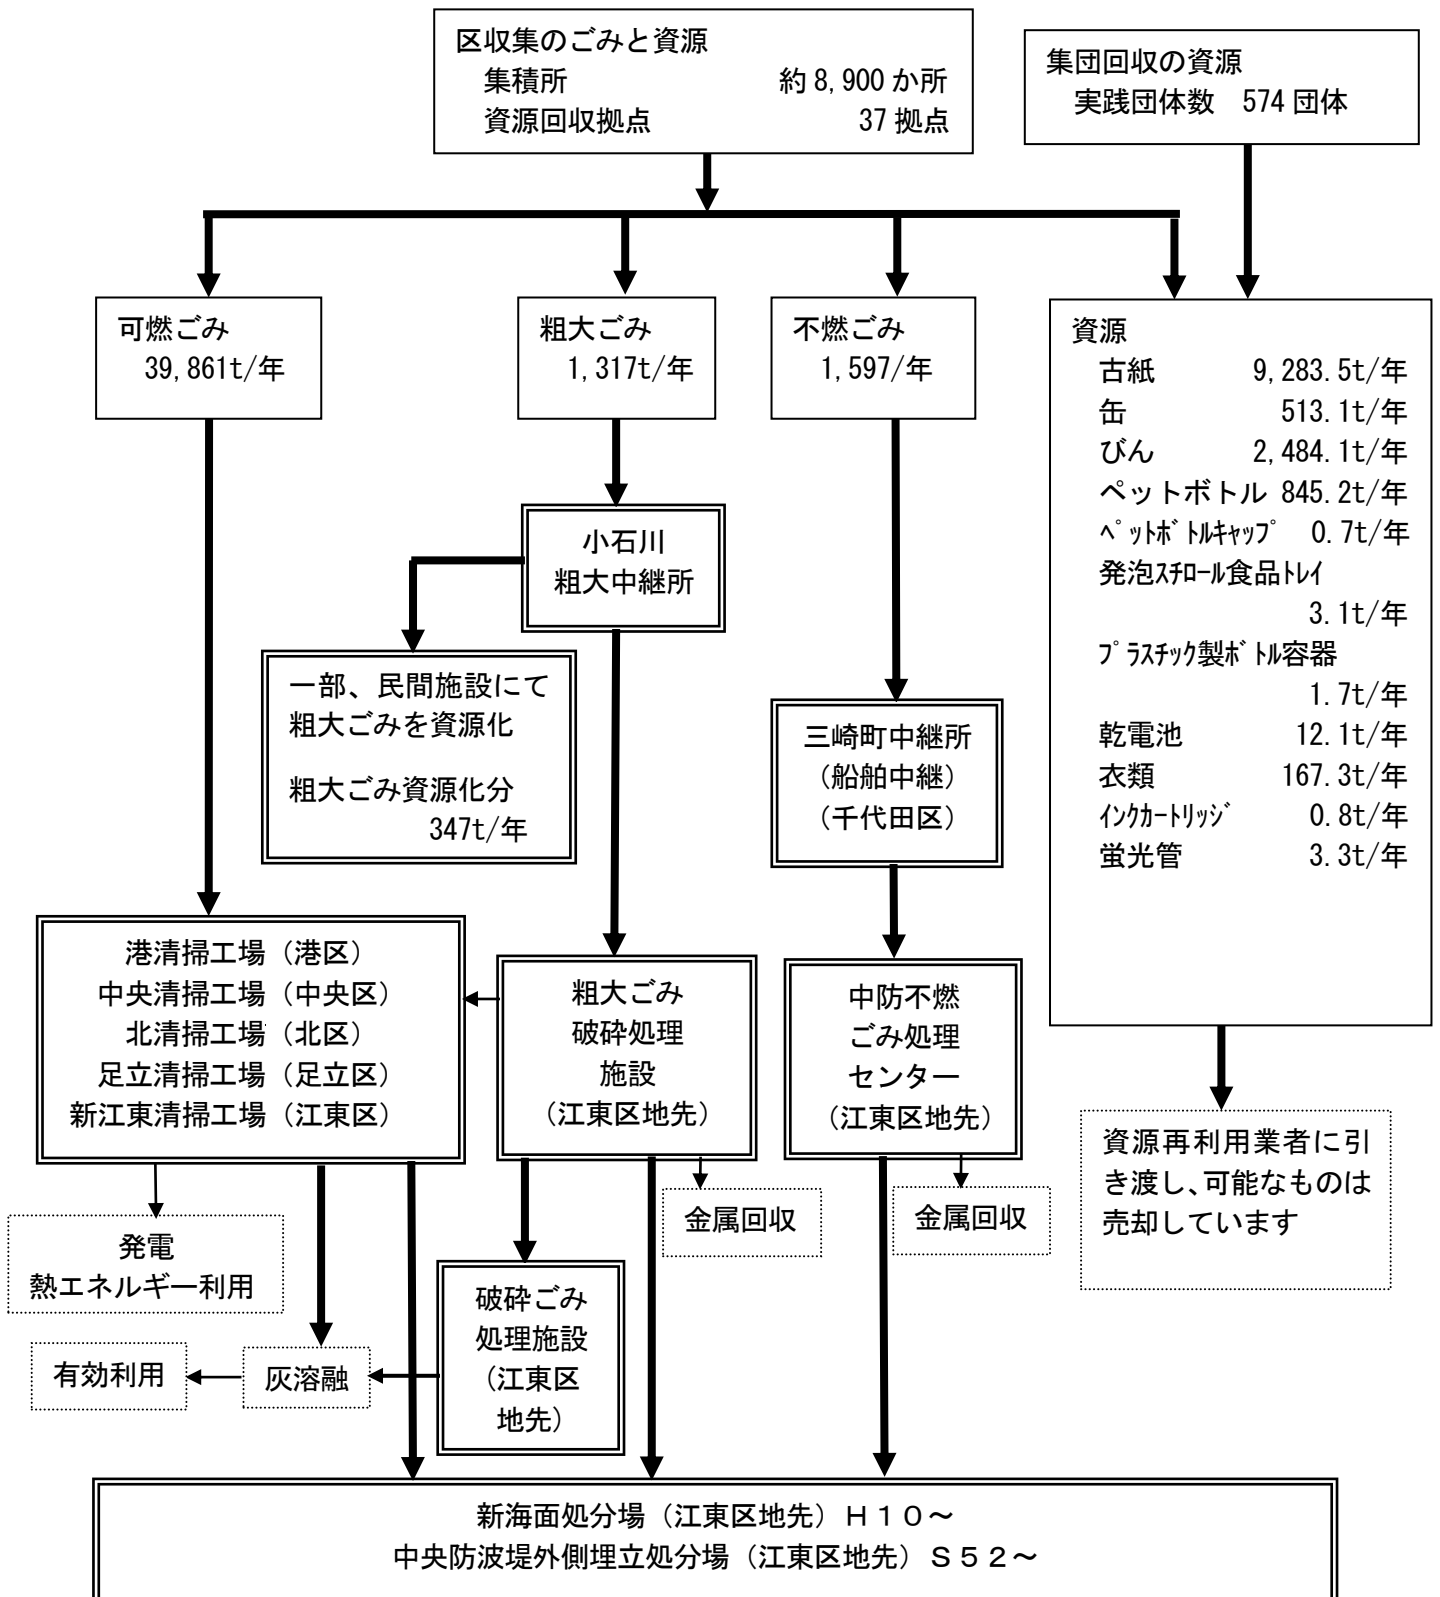 区収集のごみと資源
集積所 約8,900か所
資源回収拠点 37拠点
集団回収の資源
実践団体数 574団体
可燃ごみ
39,861t/年
粗大ごみ
1,317t/年
不燃ごみ
1,597/年
資源
古紙 9,283.5t/年
缶 513.1t/年
びん 2,484.1t/年
ペットボトル 845.2t/年
ﾍﾟｯﾄﾎﾞﾄﾙｷｬｯﾌﾟ 0.7t/年
発泡ｽﾁﾛｰﾙ食品ﾄﾚｲ
3.1t/年
ﾌﾟﾗｽﾁｯｸ製ﾎﾞﾄﾙ容器
1.7t/年
乾電池 12.1t/年
衣類 167.3t/年
ｲﾝｸｶｰﾄﾘｯｼﾞ 0.8t/年
蛍光管 3.3t/年
小石川
粗大中継所
一部、民間施設にて
粗大ごみを資源化
粗大ごみ資源化分
347t/年
三崎町中継所
（船舶中継）
（千代田区）
港清掃工場（港区）
中央清掃工場（中央区）
北清掃工場（北区）
足立清掃工場（足立区）
新江東清掃工場（江東区）
粗大ごみ
破砕処理
施設
（江東区地先）
中防不燃
ごみ処理
センター
（江東区地先）
資源再利用業者に引
き渡し、可能なものは
売却しています
金属回収
金属回収
発電
熱エネルギー利用
破砕ごみ
処理施設
（江東区
地先）
有効利用
灰溶融
新海面処分場（江東区地先）Ｈ１０～
中央防波堤外側埋立処分場（江東区地先）Ｓ５２～